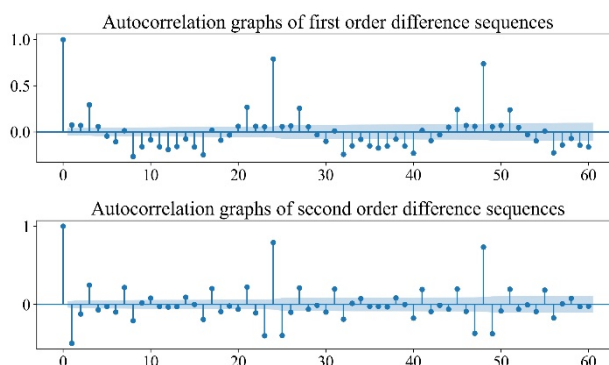 Autocorrelation graphs of first order difference sequences
1.0
0.5
0.0
0 10 20 30 40 50 60
Autocorrelation graphs of second order difference sequences
1
0
0 10 20 30 40 50 60